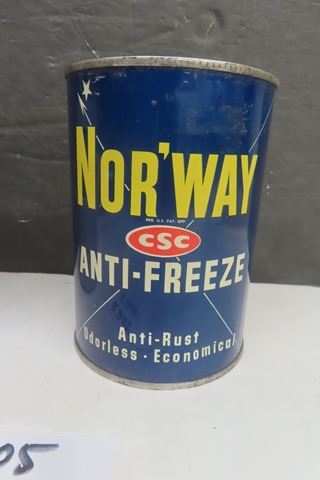 NOR'WAY
REG. U.S. PAT. OFF.
CSC
ANTI-FREEZE
Anti-Rust
Odorless · Economical
05